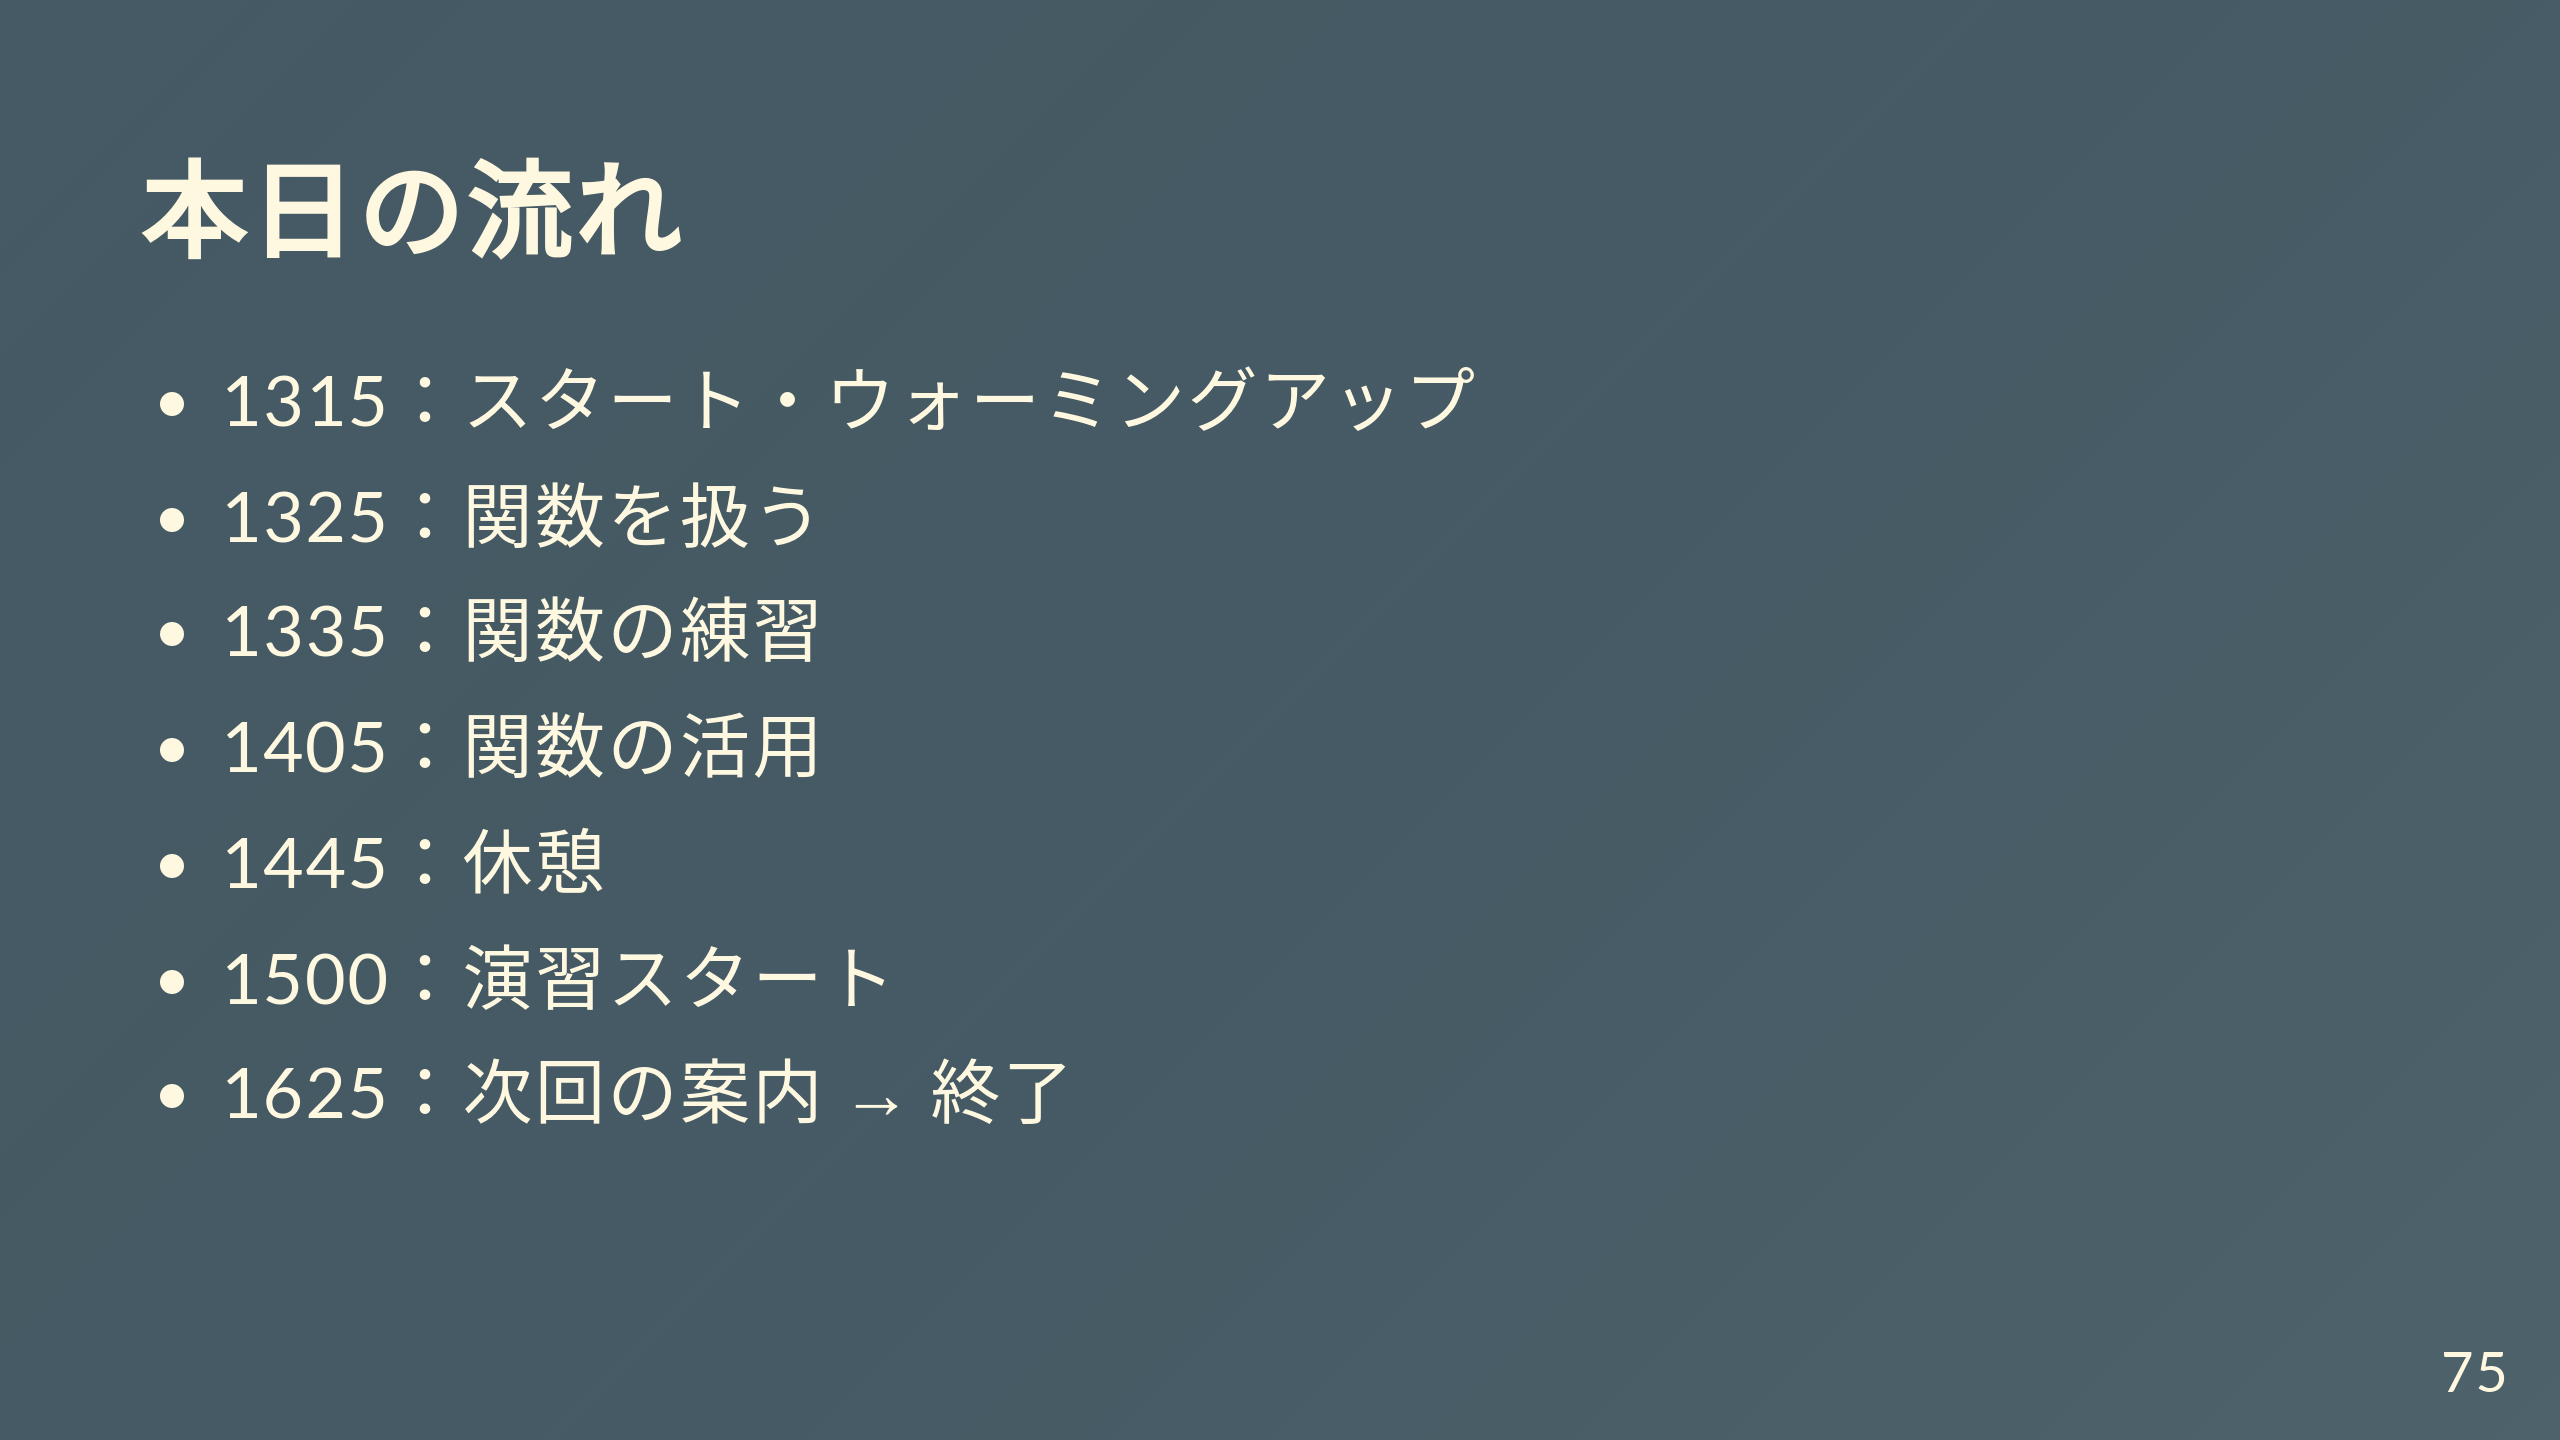 本日の流れ
• 1315：スタート・ウォーミングアップ
• 1325：関数を扱う
• 1335：関数の練習
• 1405：関数の活用
• 1445：休憩
• 1500：演習スタート
• 1625：次回の案内 → 終了
75